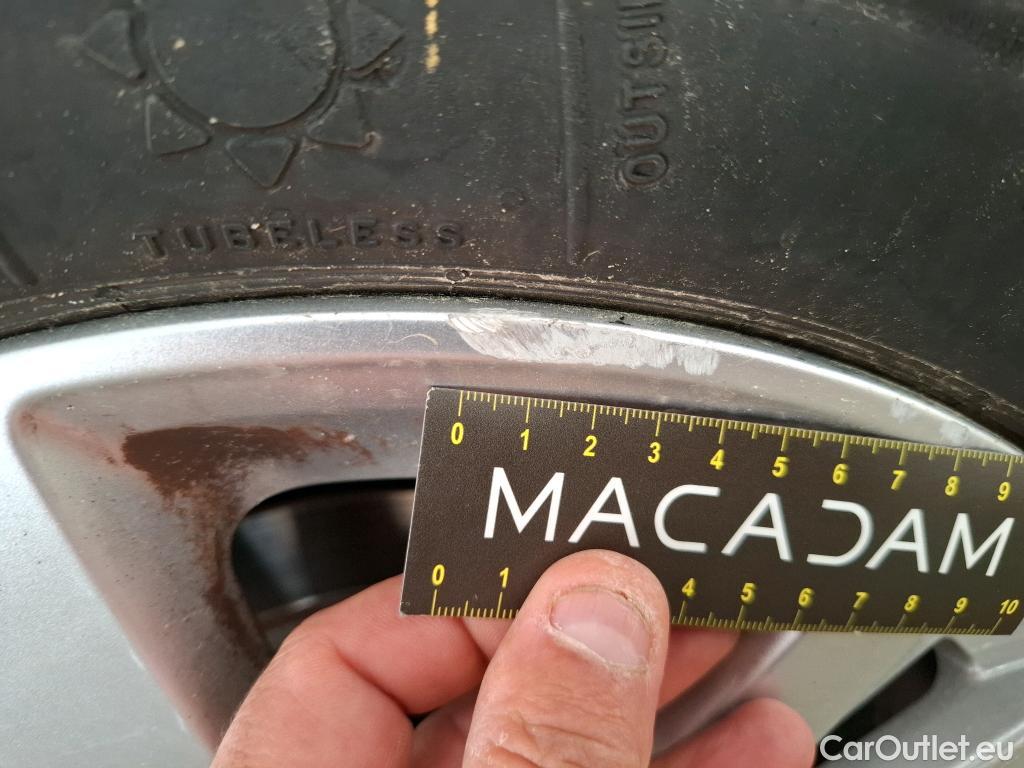 OUTSI
TUBELESS
0 1 2 3 4 5 6 7 8 9
MACADAM
0 1 4 5 6 7 8 9 10
CarOutlet.eu